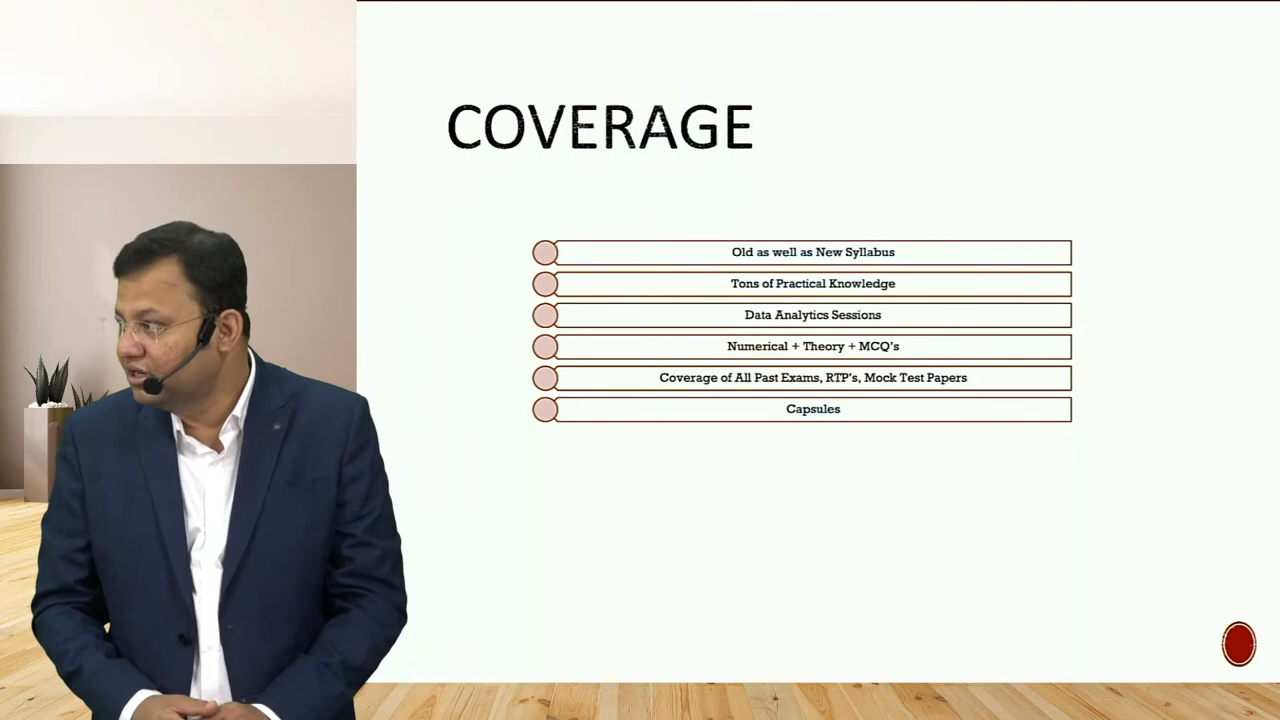 COVERAGE
Old as well as New Syllabus
Tons of Practical Knowledge
Data Analytics Sessions
Numerical + Theory + MCQ's
Coverage of All Past Exams, RTP's, Mock Test Papers
Capsules